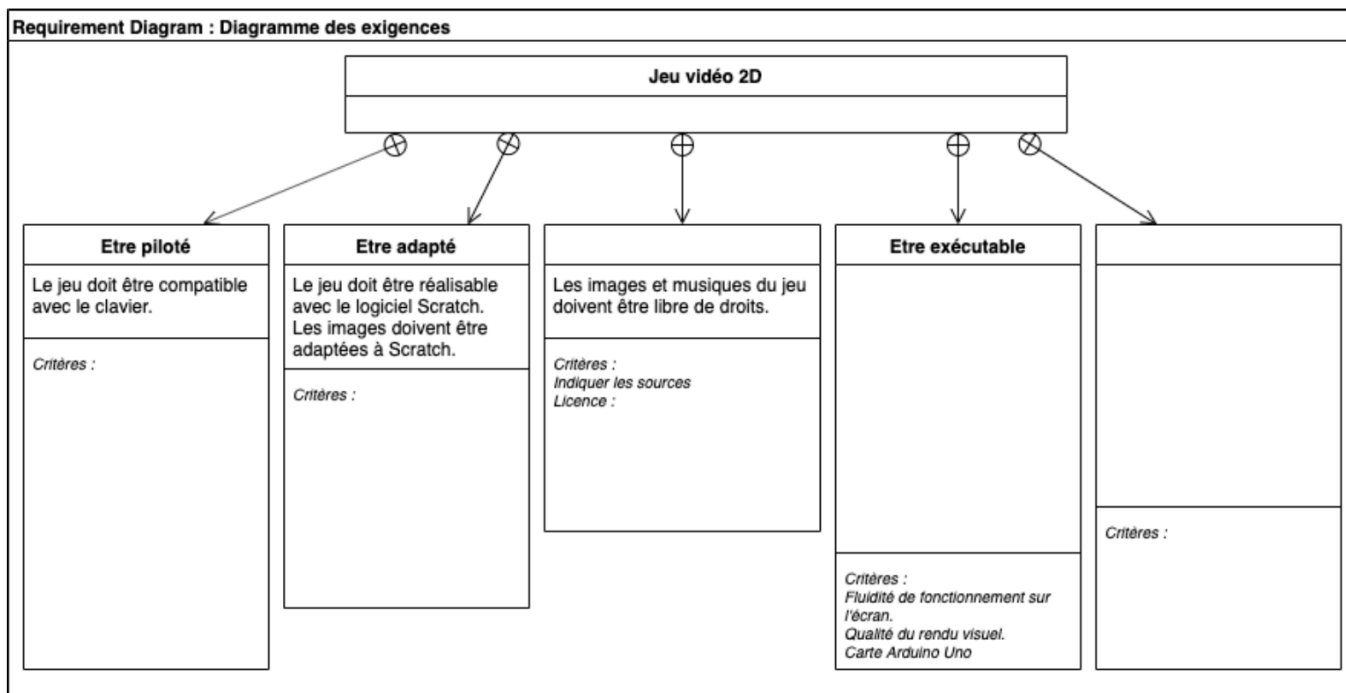 Requirement Diagram : Diagramme des exigences
Jeu vidéo 2D
Etre piloté
Le jeu doit être compatible
avec le clavier.
Critères :
Etre adapté
Le jeu doit être réalisable
avec le logiciel Scratch.
Les images doivent être
adaptées à Scratch.
Critères :
Les images et musiques du jeu
doivent être libre de droits.
Critères :
Indiquer les sources
Licence :
Etre exécutable
Critères :
Fluidité de fonctionnement sur
l'écran.
Qualité du rendu visuel.
Carte Arduino Uno
Critères :